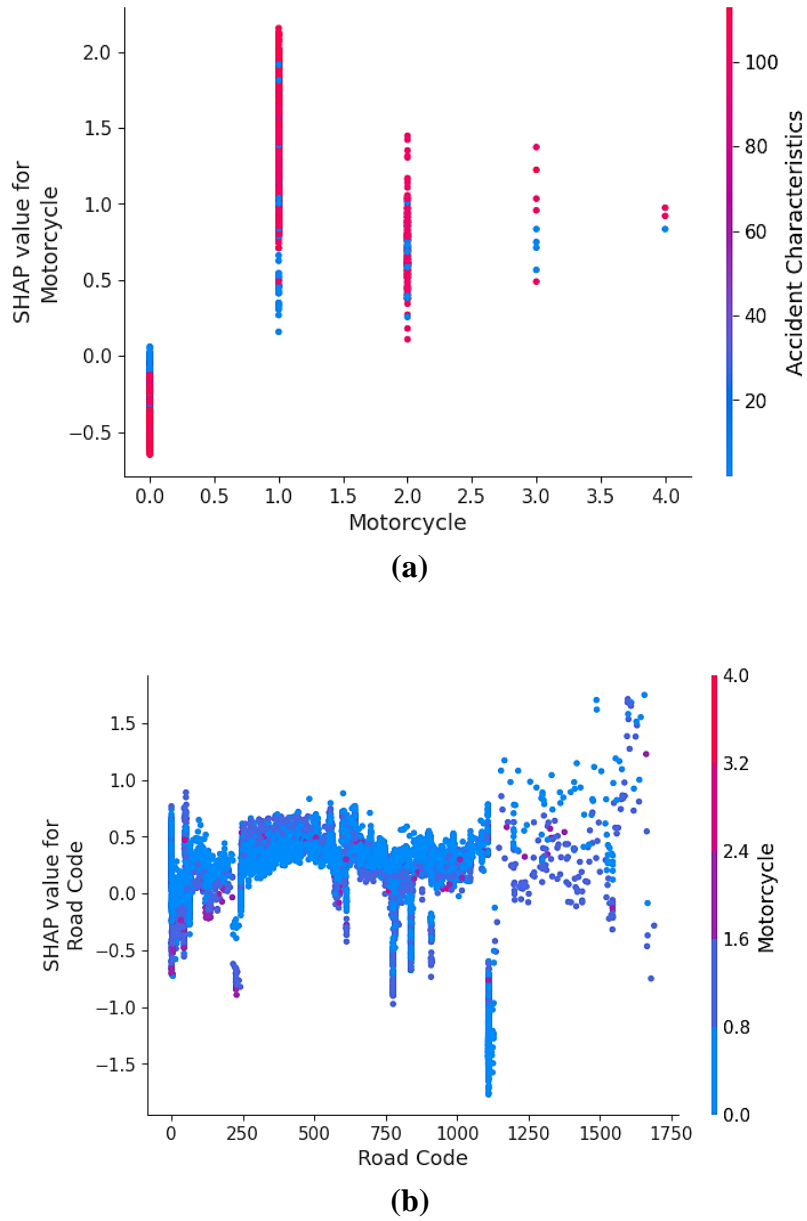 2.0
1.5
1.0
0.5
0.0
−0.5
SHAP value for
Motorcycle
0.0 0.5 1.0 1.5 2.0 2.5 3.0 3.5 4.0
Motorcycle
100
80
60
40
20
Accident Characteristics
(a)
1.5
1.0
0.5
0.0
−0.5
−1.0
−1.5
SHAP value for
Road Code
0 250 500 750 1000 1250 1500 1750
Road Code
4.0
3.2
2.4
1.6
0.8
0.0
Motorcycle
(b)